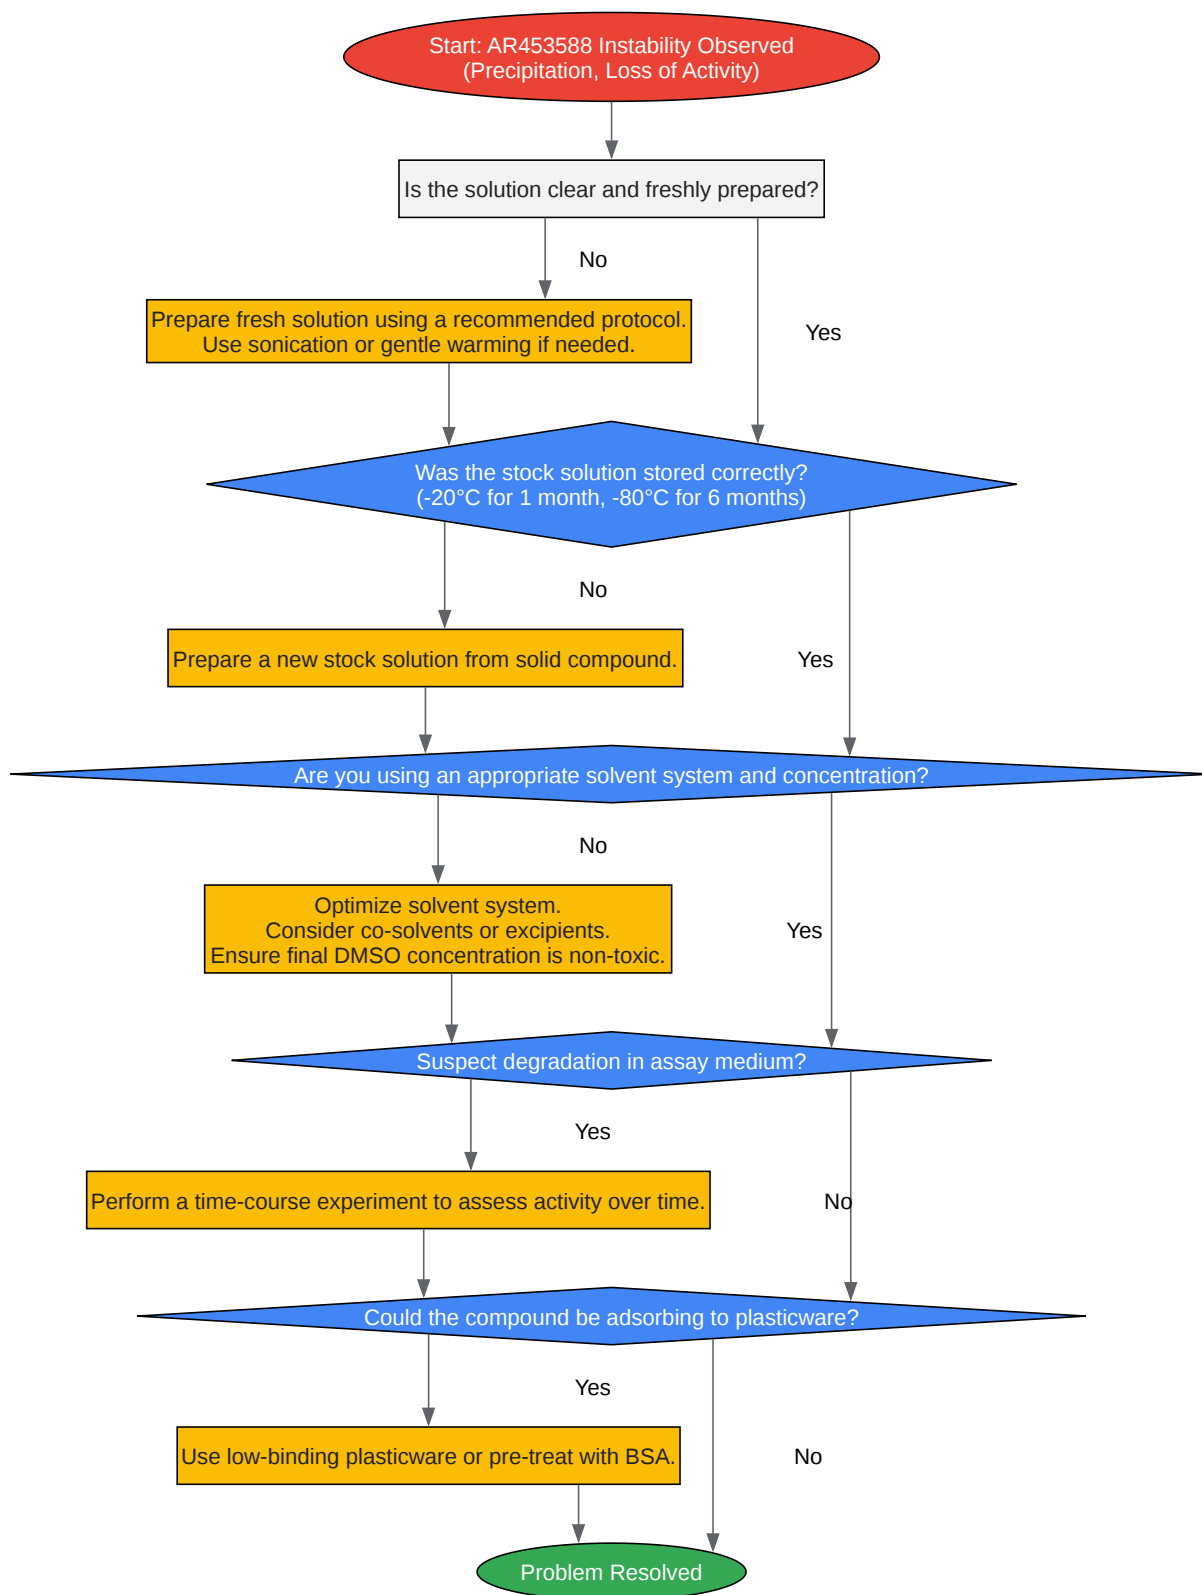 Start: AR453588 Instability Observed
(Precipitation, Loss of Activity)
Is the solution clear and freshly prepared?
No
Prepare fresh solution using a recommended protocol.
Use sonication or gentle warming if needed.
Yes
Was the stock solution stored correctly?
(-20°C for 1 month, -80°C for 6 months)
No
Prepare a new stock solution from solid compound.
Yes
Are you using an appropriate solvent system and concentration?
No
Optimize solvent system.
Consider co-solvents or excipients.
Ensure final DMSO concentration is non-toxic.
Yes
Suspect degradation in assay medium?
Yes
Perform a time-course experiment to assess activity over time.
No
Could the compound be adsorbing to plasticware?
Yes
Use low-binding plasticware or pre-treat with BSA.
No
Problem Resolved